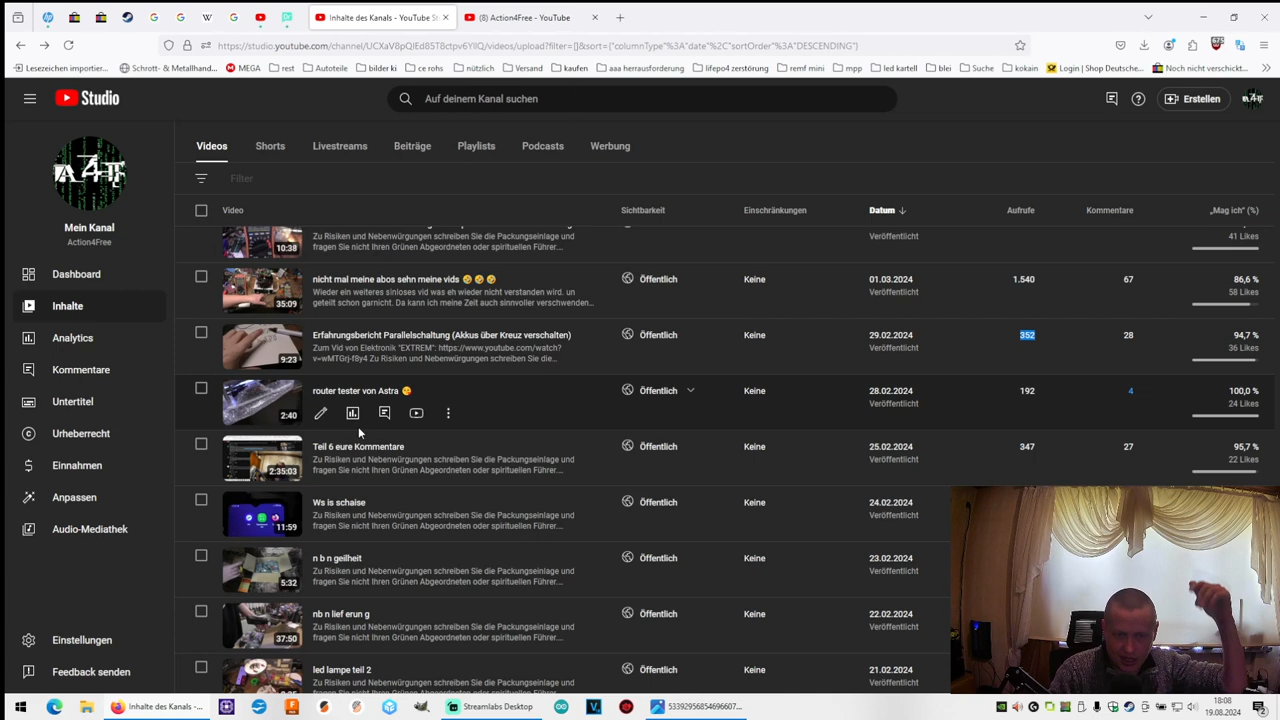 Inhalte des Kanals - YouTube St
(8) Action4Free - YouTube
https://studio.youtube.com/channel/UCXaV8pQIEd85T8ctpv6YIIQ/videos/upload?filter=[]&sort={"columnType"%3A"date"%2C"sortOrder"%3A"DESCENDING"}
Lesezeichen importier...
Schrott- & Metallhand...
MEGA
rest
Autoteile
bilder ki
ce rohs
nützlich
Versand
kaufen
aaa herrausforderung
lifepo4 zerstörung
remf mini
mpp
led kartell
blei
Suche
kokain
Login | Shop Deutsche...
Noch nicht verschickt...
Studio
Auf deinem Kanal suchen
Erstellen
A4F
Mein Kanal
Action4Free
Dashboard
Inhalte
Analytics
Kommentare
Untertitel
Urheberrecht
Einnahmen
Anpassen
Audio-Mediathek
Einstellungen
Feedback senden
Videos Shorts Livestreams Beiträge Playlists Podcasts Werbung
Filter
Video Sichtbarkeit Einschränkungen Datum Aufrufe Kommentare „Mag ich“ (%)
10:38
Zu Risiken und Nebenwürgungen schreiben Sie die Packungseinlage und
fragen Sie nicht Ihren Grünen Abgeordneten oder spirituellen Führer...
Veröffentlicht
41 Likes
35:09
nicht mal meine abos sehn meine vids 🤣🤣🤣
Wieder ein weiteres sinloses vid was eh wieder nicht verstanden wird. un
geteilt schon garnicht. Da kann ich meine Zeit auch sinnvoller verschwenden...
Öffentlich Keine 01.03.2024 1.540 67 86,6 %
Veröffentlicht 58 Likes
9:23
Erfahrungsbericht Parallelschaltung (Akkus über Kreuz verschalten)
Zum Vid von Elektronik "EXTREM": https://www.youtube.com/watch?
v=wMTGrj-f8y4 Zu Risiken und Nebenwürgungen schreiben Sie die...
Öffentlich Keine 29.02.2024 352 28 94,7 %
Veröffentlicht 36 Likes
2:40
router tester von Astra 😘
Öffentlich Keine 28.02.2024 192 4 100,0 %
Veröffentlicht 24 Likes
2:35:03
Teil 6 eure Kommentare
Zu Risiken und Nebenwürgungen schreiben Sie die Packungseinlage und
fragen Sie nicht Ihren Grünen Abgeordneten oder spirituellen Führer...
Öffentlich Keine 25.02.2024 347 27 95,7 %
Veröffentlicht 22 Likes
11:59
Ws is schaise
Zu Risiken und Nebenwürgungen schreiben Sie die Packungseinlage und
fragen Sie nicht Ihren Grünen Abgeordneten oder spirituellen Führer...
Öffentlich Keine 24.02.2024
Veröffentlicht
5:32
n b n geilheit
Zu Risiken und Nebenwürgungen schreiben Sie die Packungseinlage und
fragen Sie nicht Ihren Grünen Abgeordneten oder spirituellen Führer...
Öffentlich Keine 23.02.2024
Veröffentlicht
37:50
nb n lief erun g
Zu Risiken und Nebenwürgungen schreiben Sie die Packungseinlage und
fragen Sie nicht Ihren Grünen Abgeordneten oder spirituellen Führer...
Öffentlich Keine 22.02.2024
Veröffentlicht
led lampe teil 2
Zu Risiken und Nebenwürgungen schreiben Sie die Packungseinlage und
Öffentlich Keine 21.02.2024
Veröffentlicht
Inhalte des Kanals -...
Streamlabs Desktop
53392956854696607...
18:08
19.08.2024